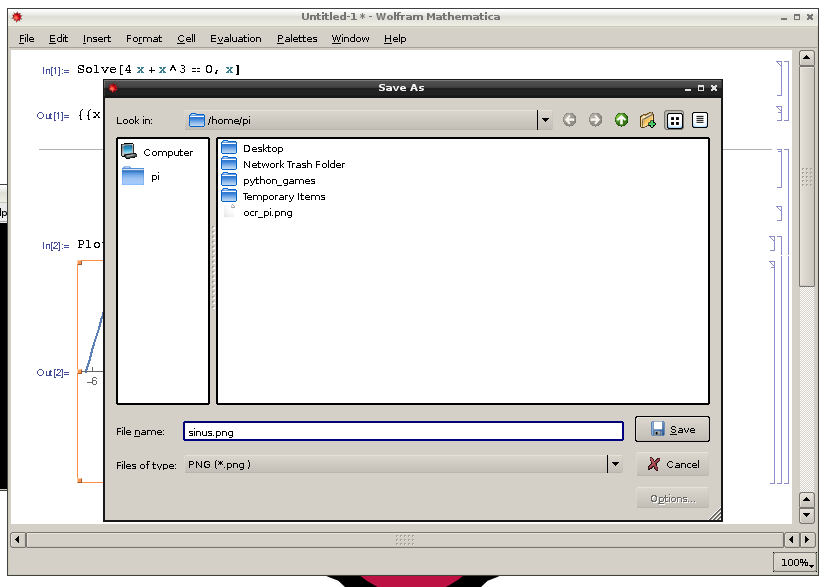 Untitled-1 * - Wolfram Mathematica
File Edit Insert Format Cell Evaluation Palettes Window Help
In[1]:= Solve[4 x + x ^ 3 == 0, x]
Save As
Look in: /home/pi
Out[1]= {{x
Computer
pi
Desktop
Network Trash Folder
python_games
Temporary Items
ocr_pi.png
In[2]:= Plo
Out[2]=
-6
File name: sinus.png Save
Files of type: PNG (*.png ) Cancel
Options...
100%